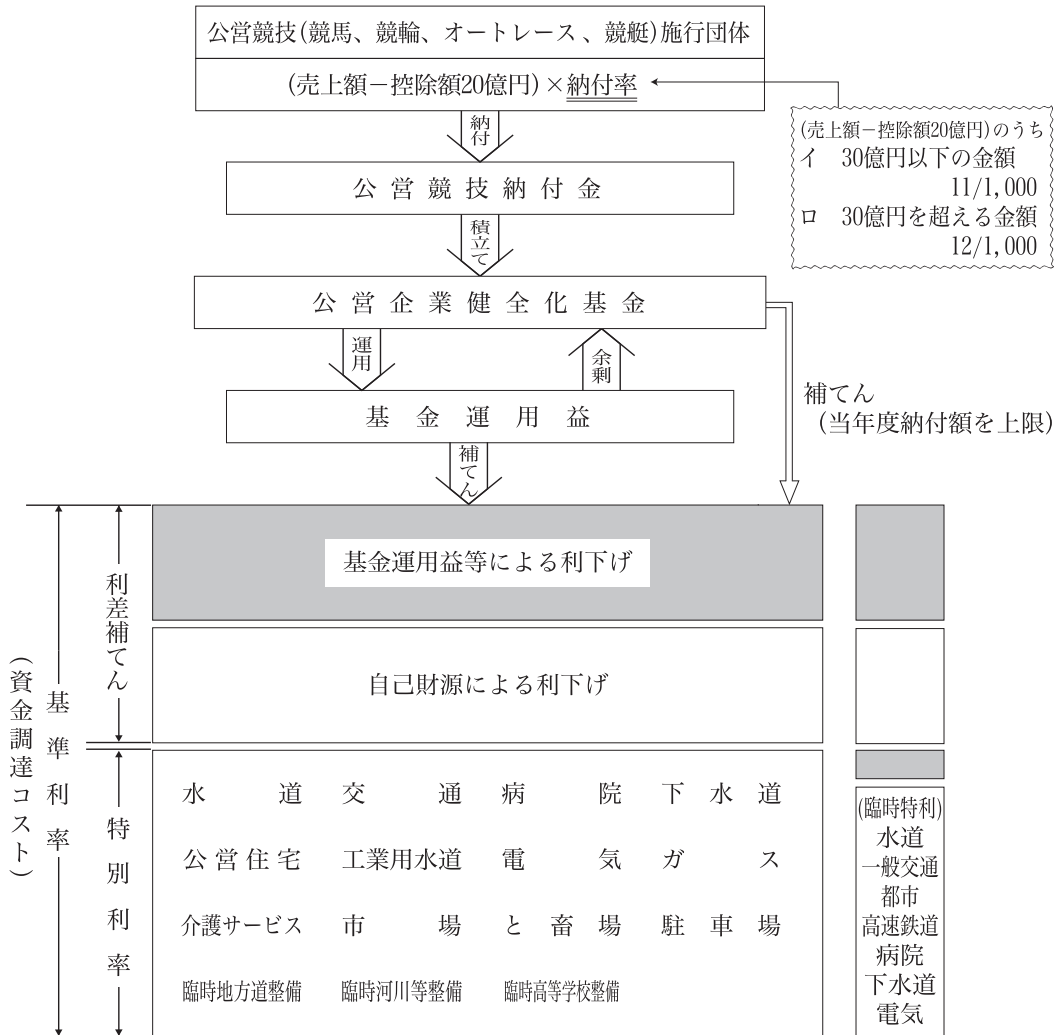 公営競技(競馬、競輪、オートレース、競艇)施行団体
(売上額－控除額20億円)×納付率
(売上額－控除額20億円)のうち
イ　30億円以下の金額
11/1,000
ロ　30億円を超える金額
12/1,000
納付
公営競技納付金
積立て
公営企業健全化基金
運用
余剰
補てん
(当年度納付額を上限)
基金運用益
補てん
基金運用益等による利下げ
利差補てん
自己財源による利下げ
基準利率
(資金調達コスト)
特別利率
水道　交通　病院　下水道
公営住宅　工業用水道　電気　ガス
介護サービス　市場　と畜場　駐車場
臨時地方道整備　臨時河川等整備　臨時高等学校整備
(臨時特利)
水道
一般交通
都市
高速鉄道
病院
下水道
電気